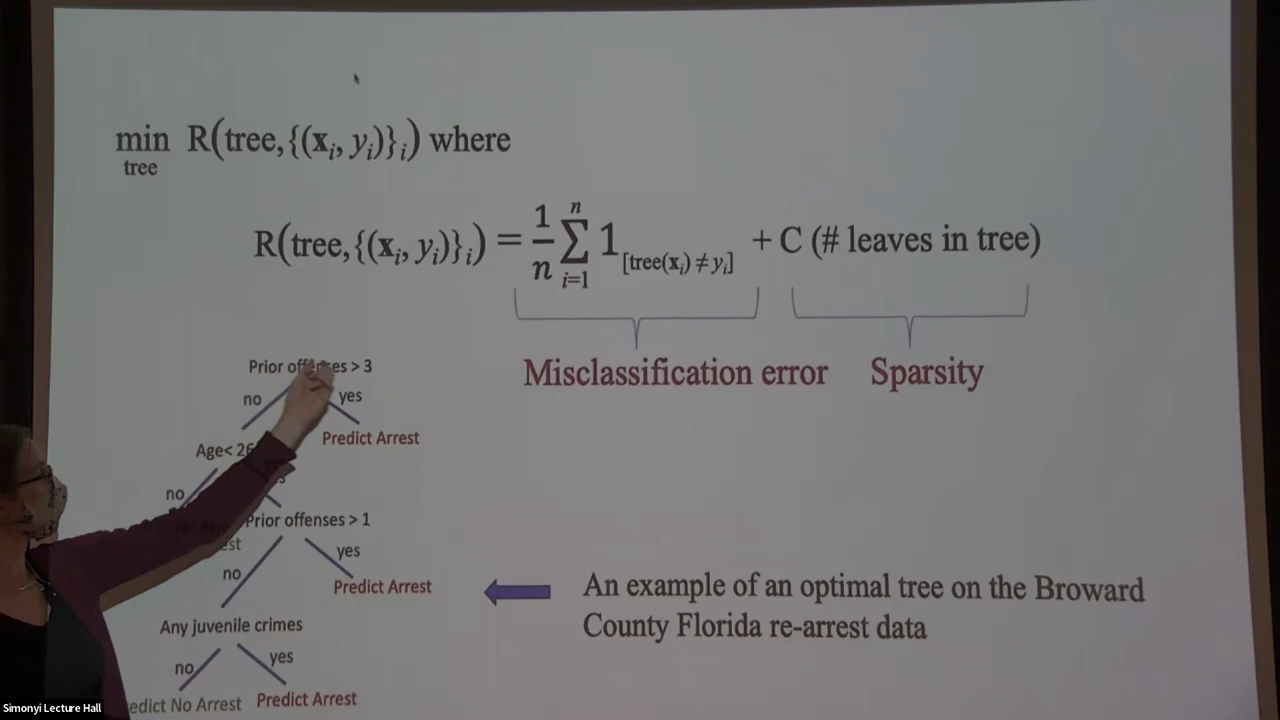 min R(tree,{(xᵢ, yᵢ)}ᵢ) where
tree
R(tree,{(xᵢ, yᵢ)}ᵢ) = 1/n ∑ᵢ₌₁ⁿ 1[tree(xᵢ) ≠ yᵢ] + C (# leaves in tree)
Misclassification error Sparsity
Prior offenses > 3
no yes
Age< 26 Predict Arrest
no
Prior offenses > 1
yes
no
Predict Arrest
An example of an optimal tree on the Broward
County Florida re-arrest data
Any juvenile crimes
no yes
No Arrest Predict Arrest
Simonyi Lecture Hall